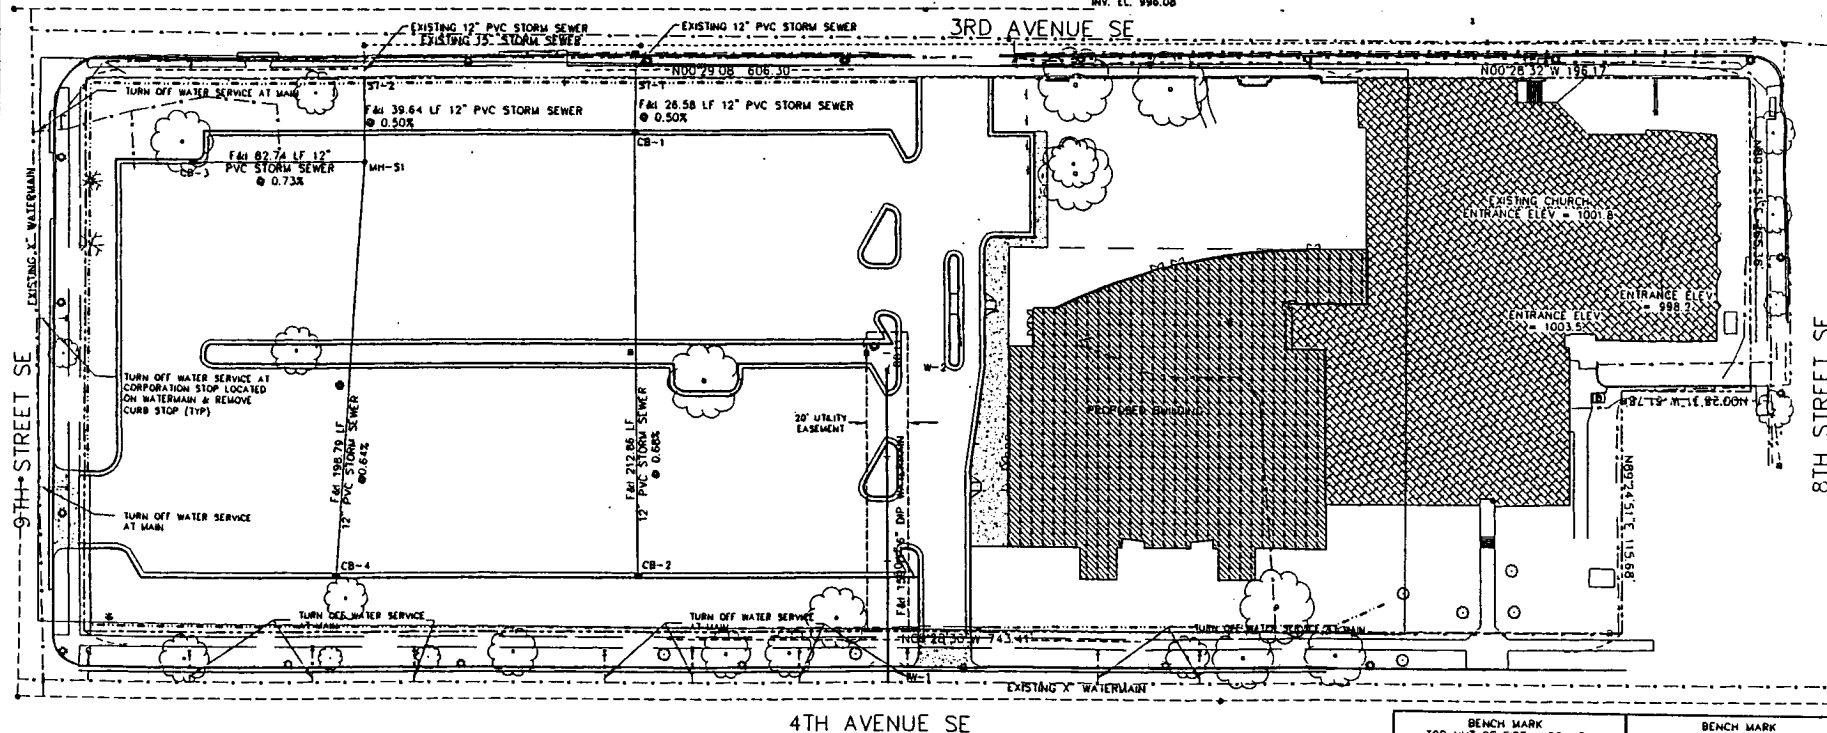 INV. EL. 996.08
EXISTING 12" PVC STORM SEWER
EXISTING 15" STORM SEWER
EXISTING 12" PVC STORM SEWER
3RD AVENUE SE
N00°29'08" 606.30
N00°28'32"W 196.17
TURN OFF WATER SERVICE AT MAIN
ST-2
ST-1
F&I 39.64 LF 12" PVC STORM SEWER
@ 0.50%
F&I 26.58 LF 12" PVC STORM SEWER
@ 0.50%
CB-1
F&I 82.74 LF 12"
PVC STORM SEWER
@ 0.73%
CB-3
MH-S1
EXISTING X" WATERMAIN
EXISTING CHURCH
ENTRANCE ELEV = 1001.8
ENTRANCE ELEV
= 998.2
ENTRANCE ELEV
= 1003.5
W-2
TURN OFF WATER SERVICE AT
CORPORATION STOP LOCATED
ON WATERMAIN & REMOVE
CURB STOP (TYP)
9TH STREET SE
8TH STREET SE
N00°28'31"W 61.78
20' UTILITY
EASEMENT
PROPOSED BUILDING
F&I 198.79 LF
12" PVC STORM SEWER
@0.64%
F&I 212.86 LF
12" PVC STORM SEWER
@ 0.68%
6" DIP WATERMAIN
N89°24'51"E 115.68'
TURN OFF WATER SERVICE
AT MAIN
CB-4
CB-2
TURN OFF WATER SERVICE
AT MAIN
TURN OFF WATER SERVICE
AT MAIN
TURN OFF WATER SERVICE AT MAIN
N00°28'30"W 743.41'
W-1
EXISTING X" WATERMAIN
4TH AVENUE SE
BENCH MARK
BENCH MARK